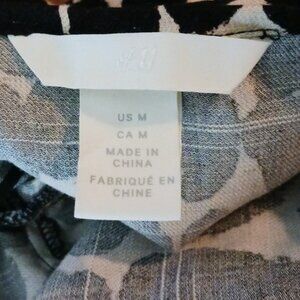 H&M
US M
CA M
MADE IN
CHINA
FABRIQUÉ EN
CHINE